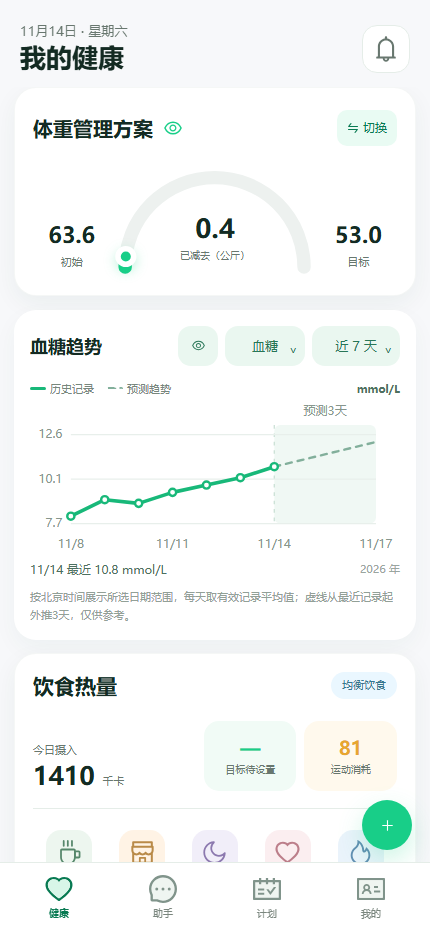 11月14日 · 星期六
我的健康
体重管理方案
⇋ 切换
63.6
初始
0.4
已减去（公斤）
53.0
目标
血糖趋势
血糖
近 7 天
历史记录
预测趋势
mmol/L
预测3天
12.6
10.1
7.7
11/8
11/11
11/14
11/17
11/14 最近 10.8 mmol/L
2026 年
按北京时间展示所选日期范围，每天取有效记录平均值；虚线从最近记录起
外推3天，仅供参考。
饮食热量
均衡饮食
今日摄入
1410 千卡
—
目标待设置
81
运动消耗
+
健康
助手
计划
我的